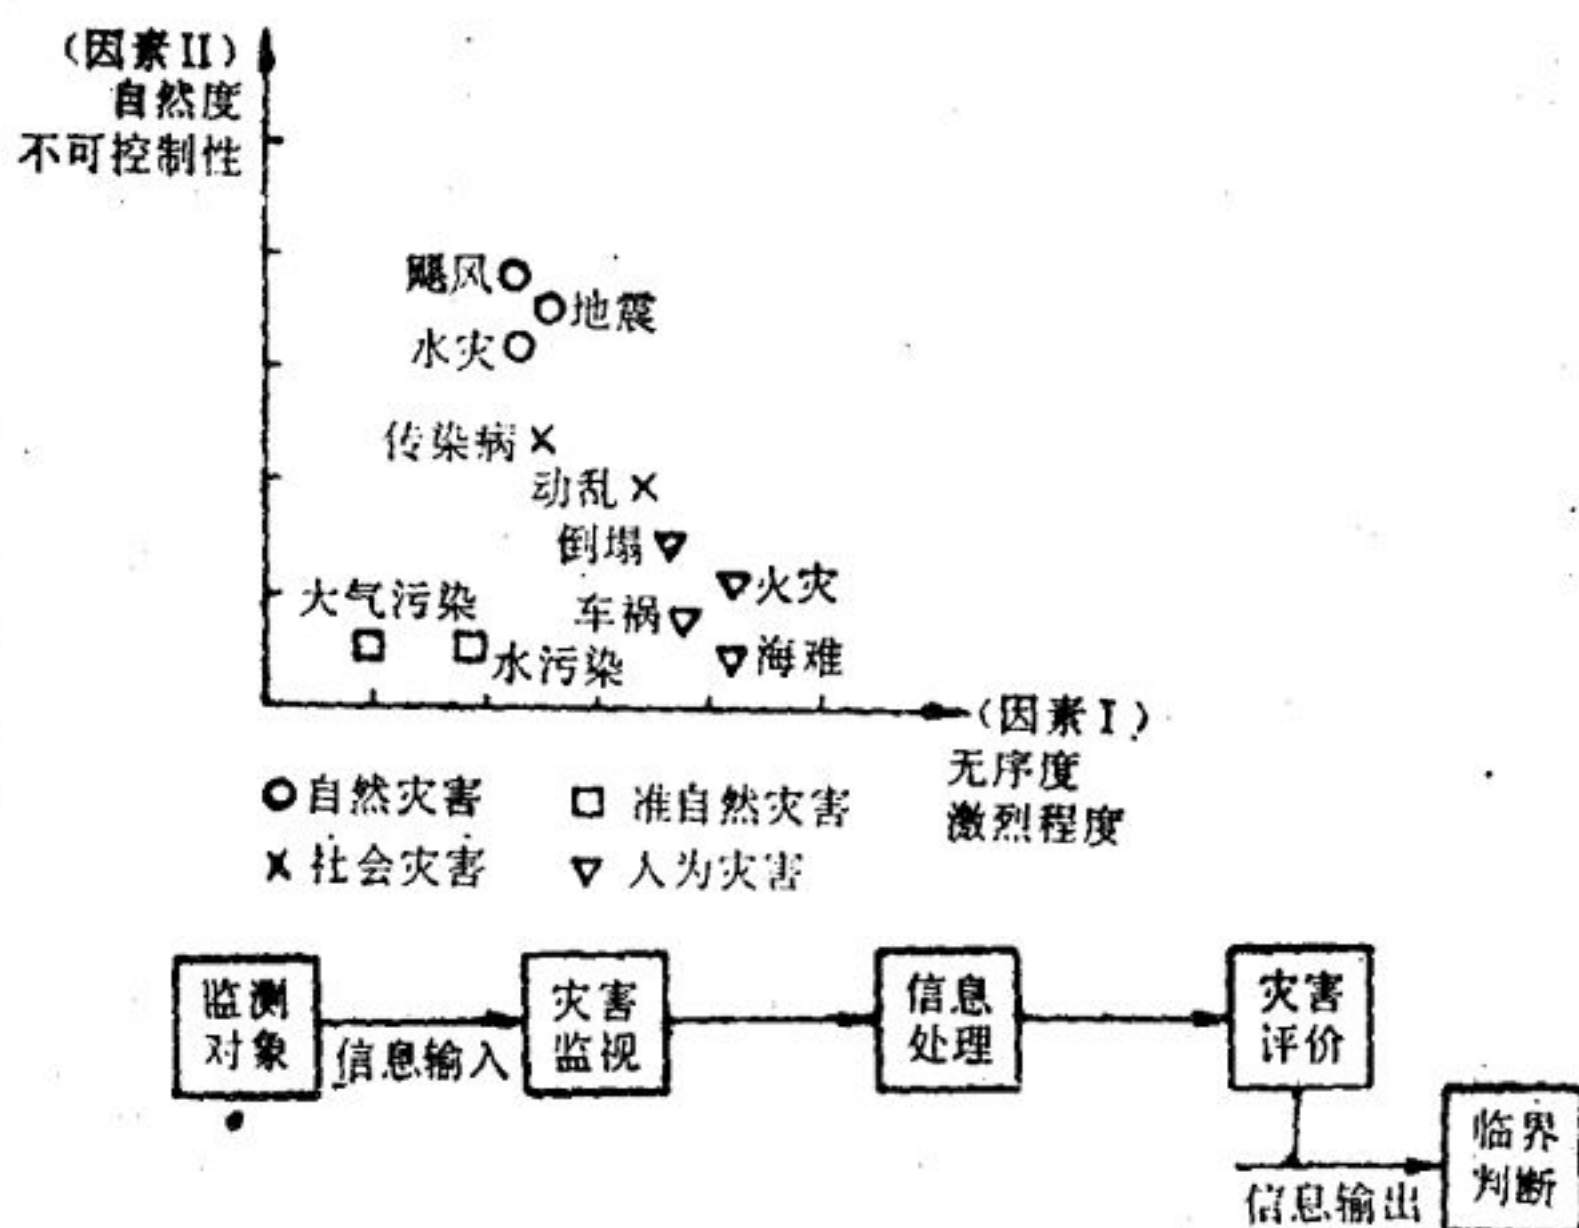 （因素II）
自然度
不可控制性
飓风
地震
水灾
传染病
动乱
倒塌
火灾
大气污染
车祸
水污染
海难
（因素I）
无序度
激烈程度
自然灾害
准自然灾害
社会灾害
人为灾害
监测
对象
信息输入
灾害
监视
信息
处理
灾害
评价
信息输出
临界
判断